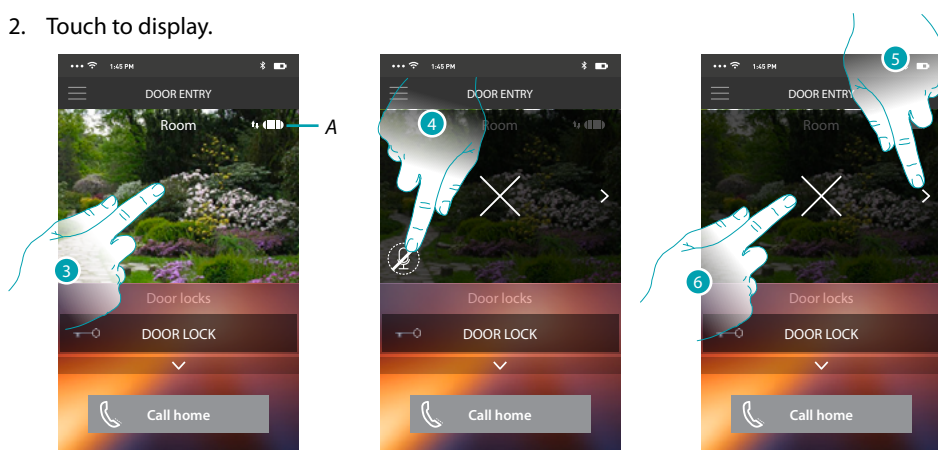 2. Touch to display.
1:45 PM
DOOR ENTRY
Room
A
3
Door locks
DOOR LOCK
Call home
1:45 PM
DOOR ENTRY
Room
4
Door locks
DOOR LOCK
Call home
1:45 PM
DOOR ENTRY
Room
5
6
Door locks
DOOR LOCK
Call home